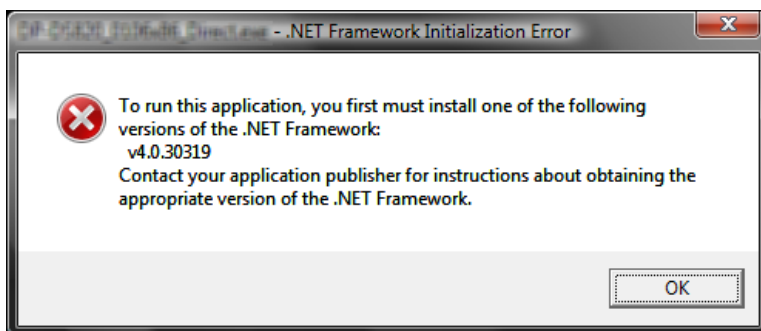 - .NET Framework Initialization Error
To run this application, you first must install one of the following
versions of the .NET Framework:
v4.0.30319
Contact your application publisher for instructions about obtaining the
appropriate version of the .NET Framework.
OK